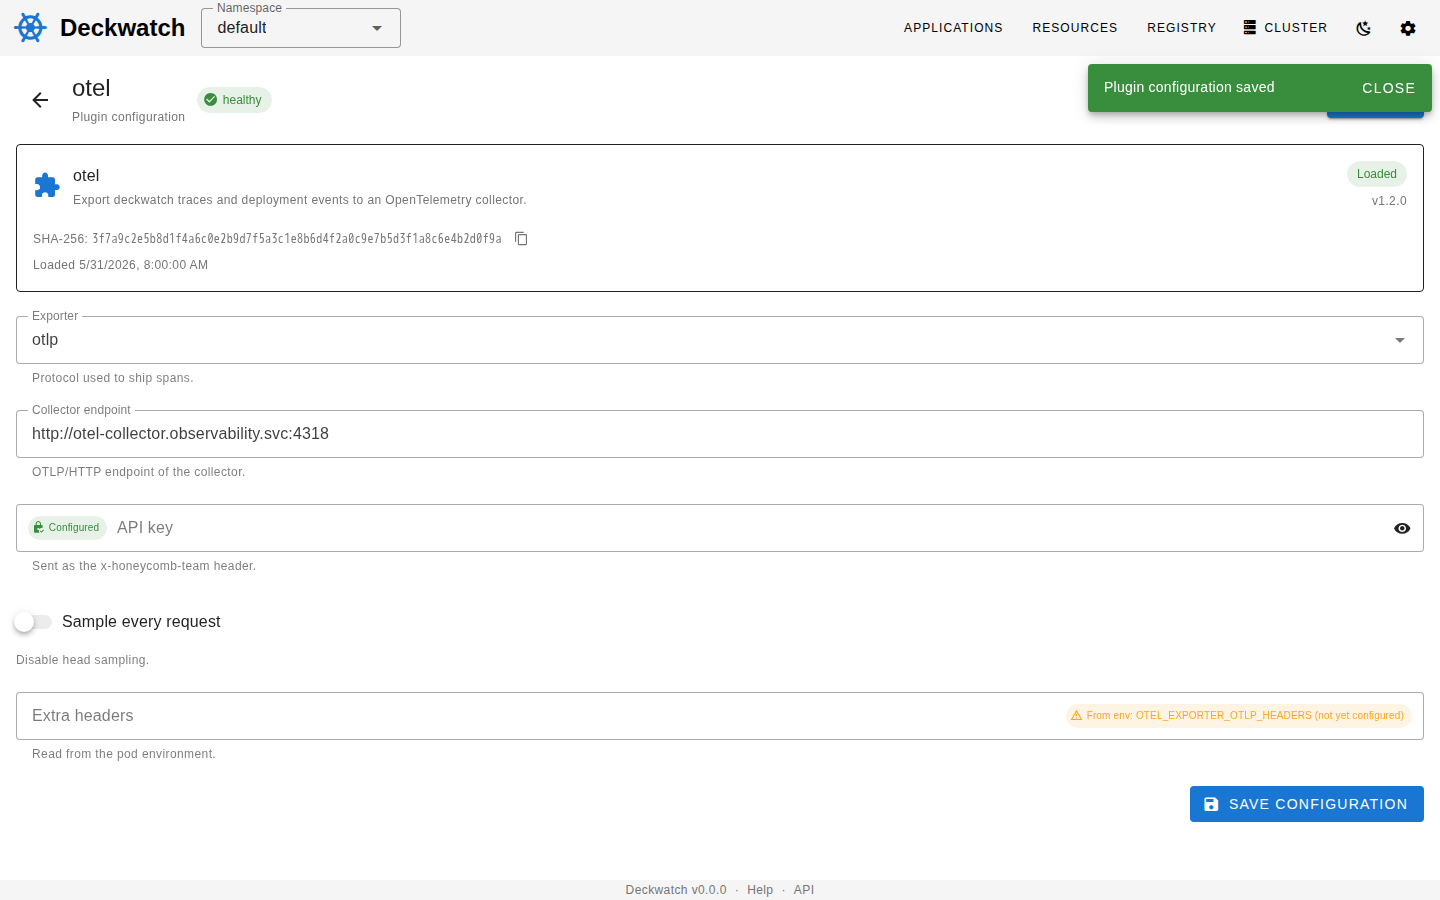 Deckwatch
Namespace
default
APPLICATIONS
RESOURCES
REGISTRY
CLUSTER
otel
Plugin configuration
healthy
Plugin configuration saved
CLOSE
otel
Export deckwatch traces and deployment events to an OpenTelemetry collector.
Loaded
v1.2.0
SHA-256: 3f7a9c2e5b8d1f4a6c0e2b9d7f5a3c1e8b6d4f2a0c9e7b5d3f1a8c6e4b2d0f9a
Loaded 5/31/2026, 8:00:00 AM
Exporter
otlp
Protocol used to ship spans.
Collector endpoint
http://otel-collector.observability.svc:4318
OTLP/HTTP endpoint of the collector.
Configured
API key
Sent as the x-honeycomb-team header.
Sample every request
Disable head sampling.
Extra headers
From env: OTEL_EXPORTER_OTLP_HEADERS (not yet configured)
Read from the pod environment.
SAVE CONFIGURATION
Deckwatch v0.0.0 · Help · API